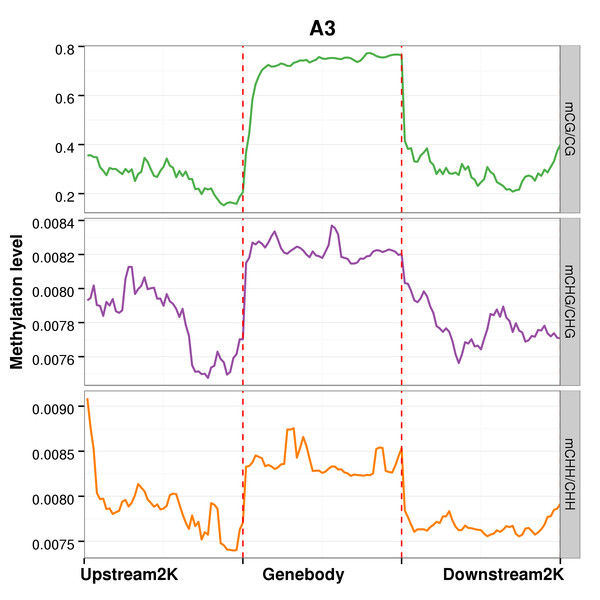 A3
Methylation level
0.8
0.6
0.4
0.2
mCG/CG
0.0084
0.0082
0.0080
0.0078
0.0076
mCHG/CHG
0.0090
0.0085
0.0080
0.0075
mCHH/CHH
Upstream2K Genebody Downstream2K